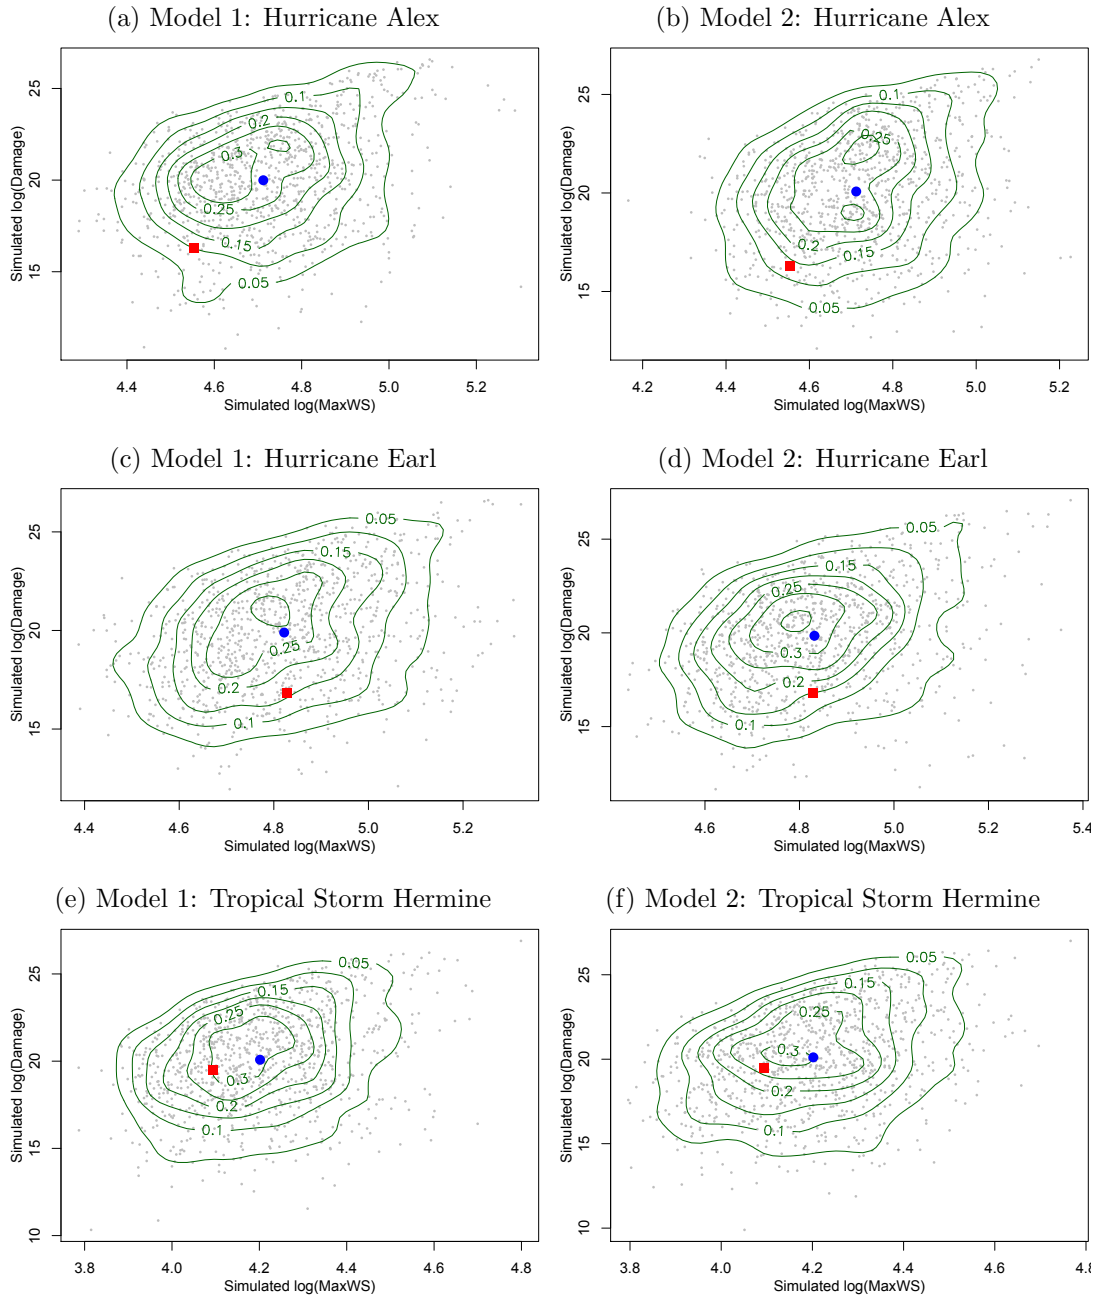 (a) Model 1: Hurricane Alex
Simulated log(Damage)
25
20
15
0.1
0.2
0.3
0.25
0.15
0.05
4.4 4.6 4.8 5.0 5.2
Simulated log(MaxWS)
(b) Model 2: Hurricane Alex
Simulated log(Damage)
25
20
15
0.1
0.25
0.2
0.15
0.05
4.2 4.4 4.6 4.8 5.0 5.2
Simulated log(MaxWS)
(c) Model 1: Hurricane Earl
Simulated log(Damage)
25
20
15
0.05
0.15
0.25
0.2
0.1
4.4 4.6 4.8 5.0 5.2
Simulated log(MaxWS)
(d) Model 2: Hurricane Earl
Simulated log(Damage)
25
20
15
0.05
0.15
0.25
0.3
0.2
0.1
4.6 4.8 5.0 5.2 5.4
Simulated log(MaxWS)
(e) Model 1: Tropical Storm Hermine
Simulated log(Damage)
25
20
15
10
0.05
0.15
0.25
0.3
0.2
0.1
3.8 4.0 4.2 4.4 4.6 4.8
Simulated log(MaxWS)
(f) Model 2: Tropical Storm Hermine
Simulated log(Damage)
25
20
15
10
0.05
0.15
0.25
0.3
0.2
0.1
3.8 4.0 4.2 4.4 4.6 4.8
Simulated log(MaxWS)